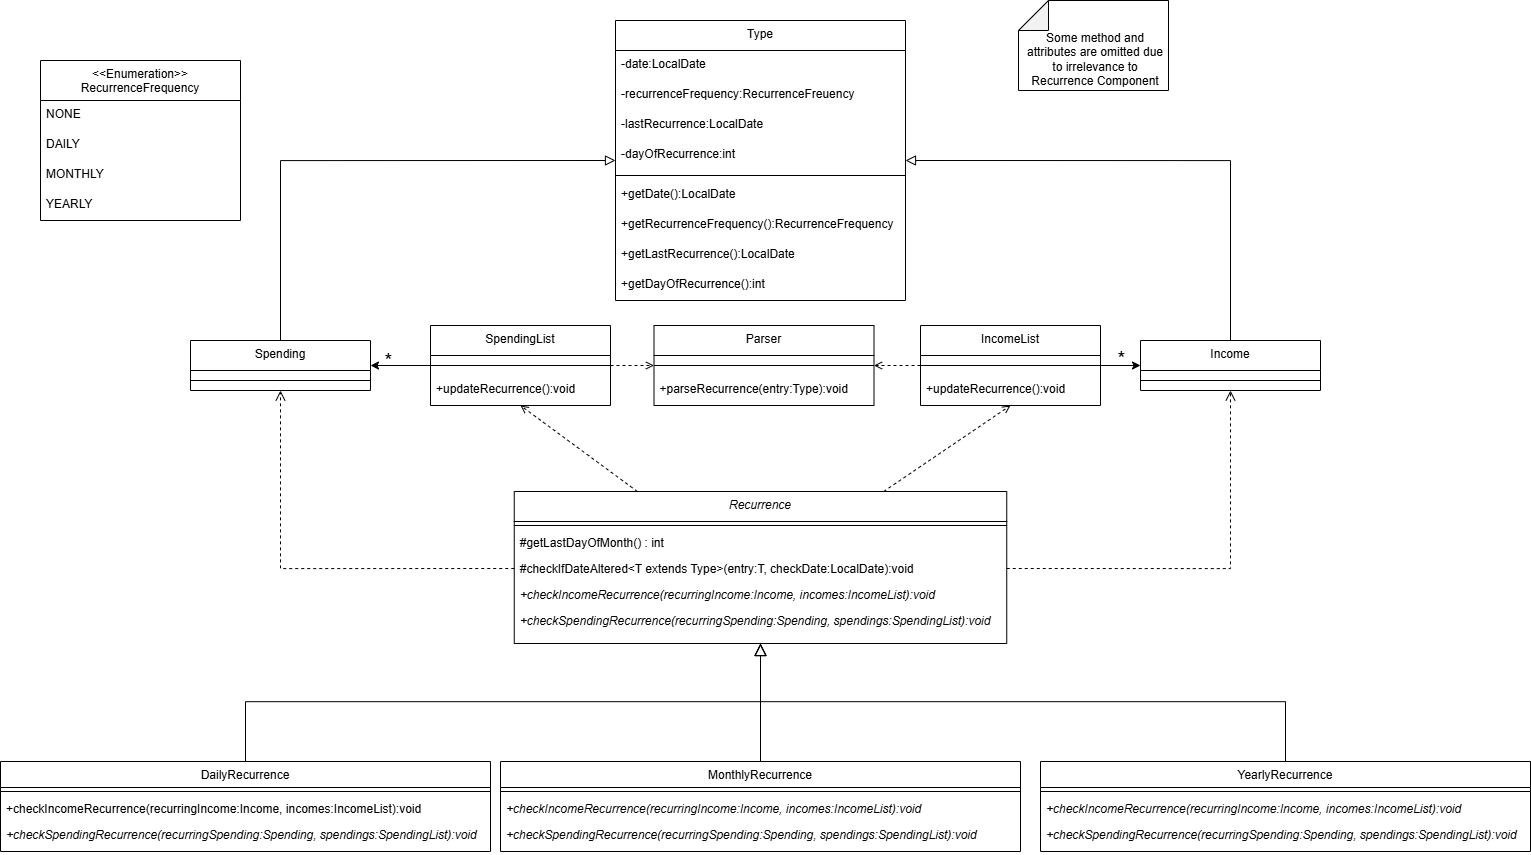 Type
-date:LocalDate
-recurrenceFrequency:RecurrenceFreuency
-lastRecurrence:LocalDate
-dayOfRecurrence:int
+getDate():LocalDate
+getRecurrenceFrequency():RecurrenceFrequency
+getLastRecurrence():LocalDate
+getDayOfRecurrence():int
Some method and
attributes are omitted due
to irrelevance to
Recurrence Component
<<Enumeration>>
RecurrenceFrequency
NONE
DAILY
MONTHLY
YEARLY
Spending
*
SpendingList
+updateRecurrence():void
Parser
+parseRecurrence(entry:Type):void
IncomeList
+updateRecurrence():void
*
Income
Recurrence
#getLastDayOfMonth() : int
#checkIfDateAltered<T extends Type>(entry:T, checkDate:LocalDate):void
+checkIncomeRecurrence(recurringIncome:Income, incomes:IncomeList):void
+checkSpendingRecurrence(recurringSpending:Spending, spendings:SpendingList):void
DailyRecurrence
+checkIncomeRecurrence(recurringIncome:Income, incomes:IncomeList):void
+checkSpendingRecurrence(recurringSpending:Spending, spendings:SpendingList):void
MonthlyRecurrence
+checkIncomeRecurrence(recurringIncome:Income, incomes:IncomeList):void
+checkSpendingRecurrence(recurringSpending:Spending, spendings:SpendingList):void
YearlyRecurrence
+checkIncomeRecurrence(recurringIncome:Income, incomes:IncomeList):void
+checkSpendingRecurrence(recurringSpending:Spending, spendings:SpendingList):void